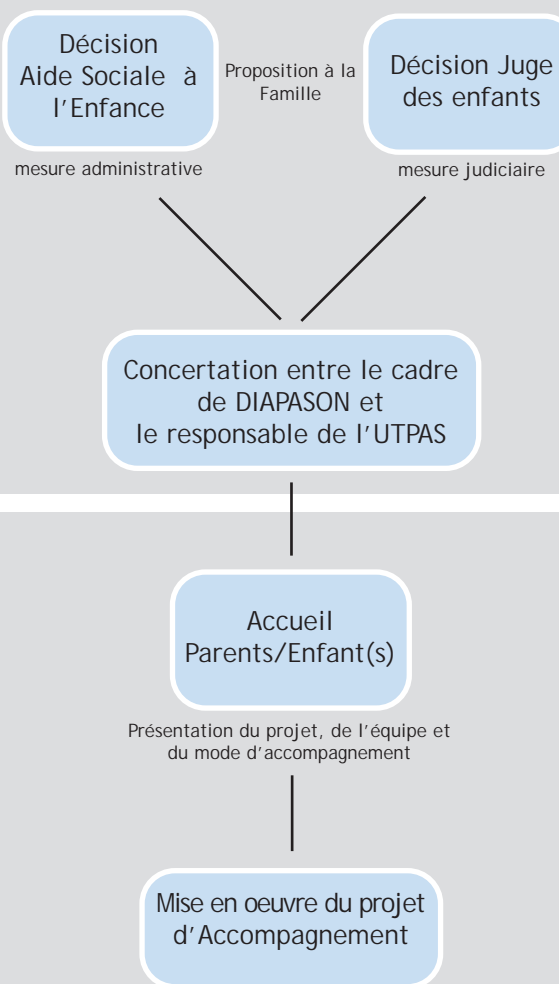 Décision
Aide Sociale à
l'Enfance
Proposition à la
Famille
Décision Juge
des enfants
mesure administrative
mesure judiciaire
Concertation entre le cadre
de DIAPASON et
le responsable de l'UTPAS
Accueil
Parents/Enfant(s)
Présentation du projet, de l'équipe et
du mode d'accompagnement
Mise en oeuvre du projet
d'Accompagnement